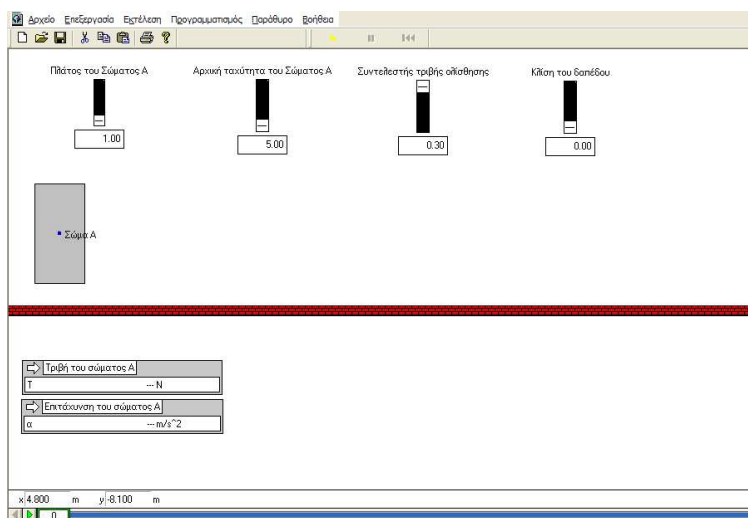 Αρχείο Επεξεργασία Εκτέλεση Προγραμματισμός Παράθυρο Βοήθεια
Πλάτος του Σώματος Α Αρχική ταχύτητα του Σώματος Α Συντελεστής τριβής ολίσθησης Κλίση του δαπέδου
1.00 5.00 0.30 0.00
Σώμα Α
Τριβή του σώματος Α
Τ --- N
Επιτάχυνση του σώματος Α
α --- m/s^2
x 4.800 m y -8.100 m
0